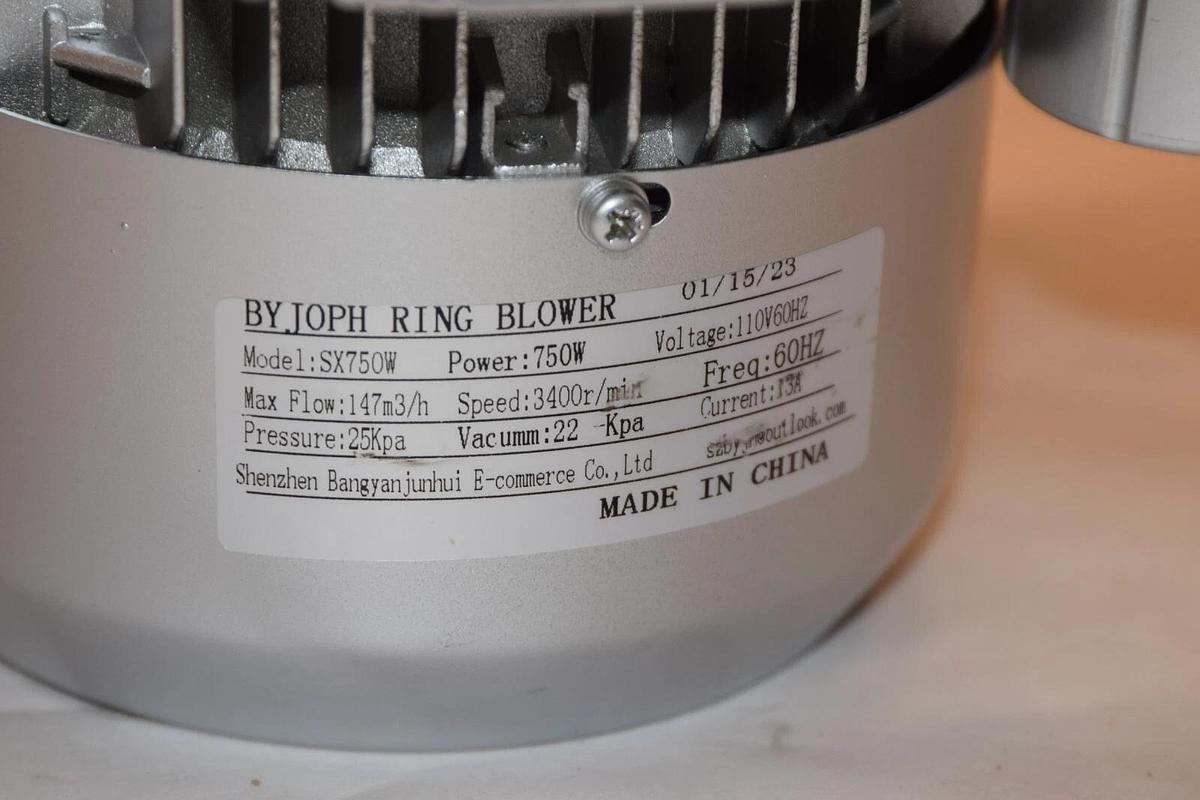 BYJOPH RING BLOWER 01/15/23
Model:SX750W Power:750W Voltage:110V60HZ
Max Flow:147m3/h Speed:3400r/min Freq:60HZ
Pressure:25Kpa Vacumm:22 -Kpa Current:13A
Shenzhen Bangyanjunhui E-commerce Co.,Ltd
MADE IN CHINA